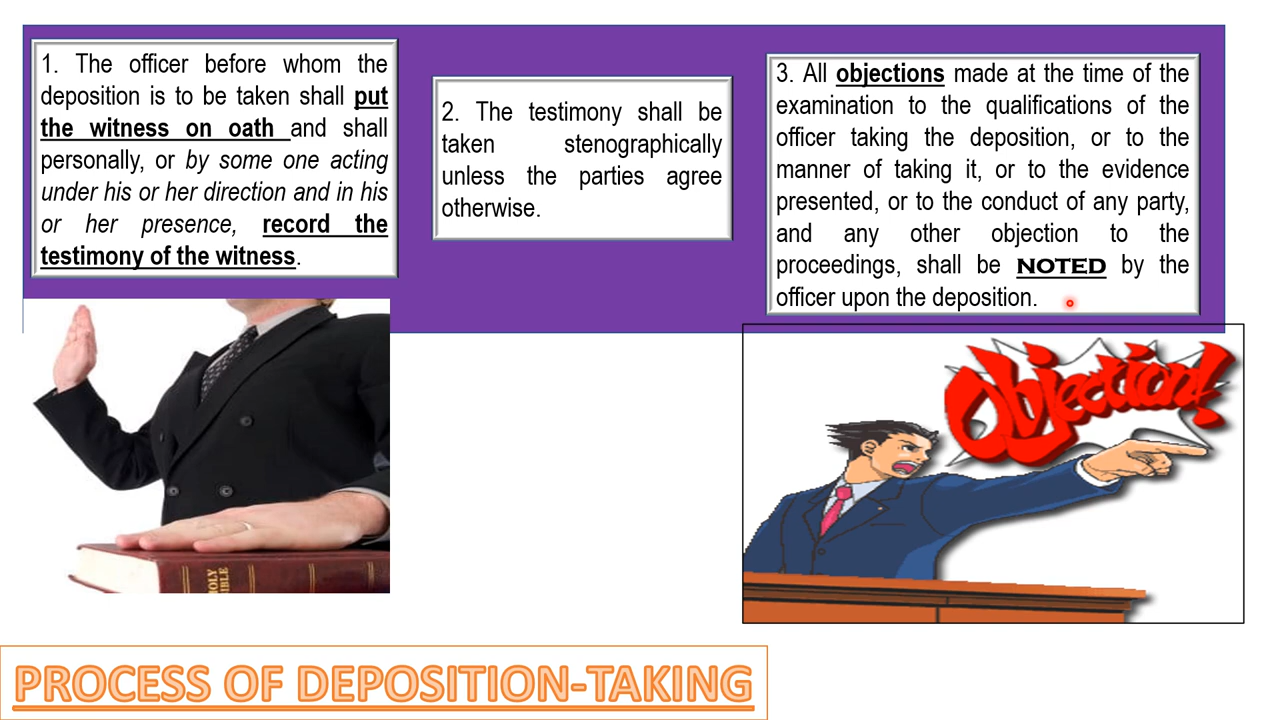 1. The officer before whom the
deposition is to be taken shall put
the witness on oath and shall
personally, or by some one acting
under his or her direction and in his
or her presence, record the
testimony of the witness.
2. The testimony shall be
taken stenographically
unless the parties agree
otherwise.
3. All objections made at the time of the
examination to the qualifications of the
officer taking the deposition, or to the
manner of taking it, or to the evidence
presented, or to the conduct of any party,
and any other objection to the
proceedings, shall be NOTED by the
officer upon the deposition.
Objection!
HOLY
BIBLE
PROCESS OF DEPOSITION-TAKING